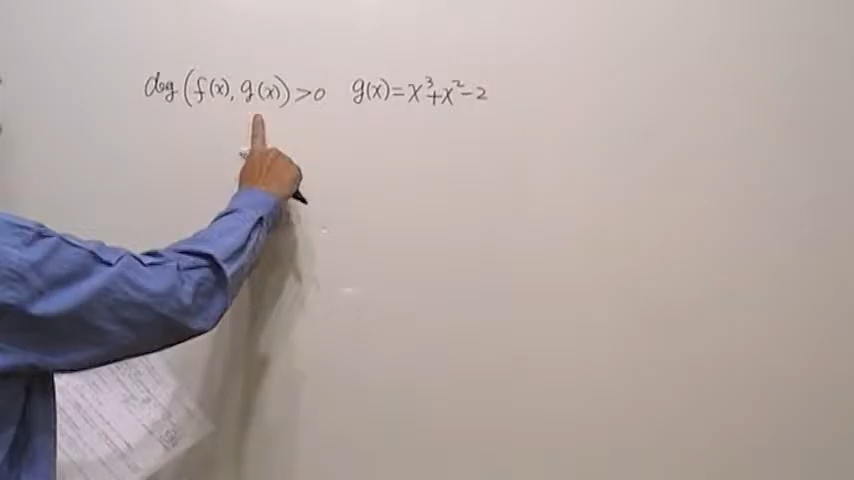 deg (f(x), g(x)) > 0   g(x) = x³ + x² - 2